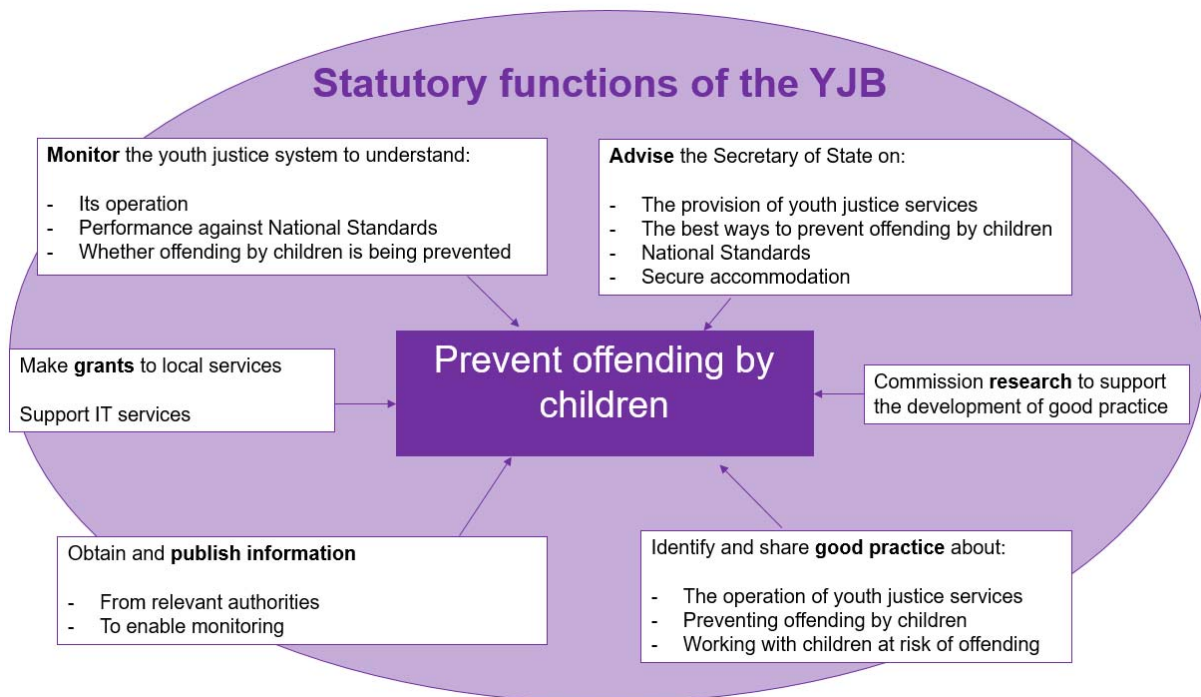 Statutory functions of the YJB
Monitor the youth justice system to understand:
- Its operation
- Performance against National Standards
- Whether offending by children is being prevented
Advise the Secretary of State on:
- The provision of youth justice services
- The best ways to prevent offending by children
- National Standards
- Secure accommodation
Make grants to local services
Support IT services
Prevent offending by
children
Commission research to support
the development of good practice
Obtain and publish information
- From relevant authorities
- To enable monitoring
Identify and share good practice about:
- The operation of youth justice services
- Preventing offending by children
- Working with children at risk of offending